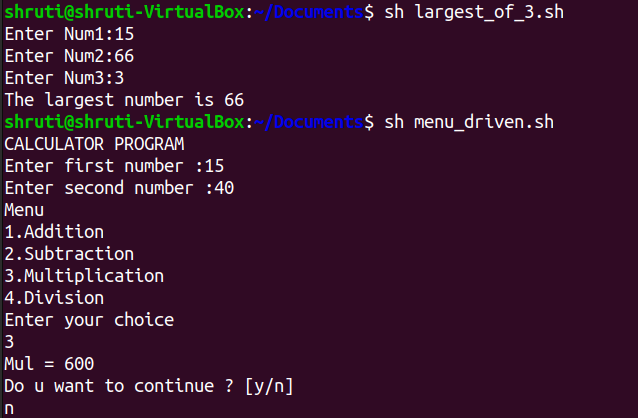 shruti@shruti-VirtualBox:~/Documents$ sh largest_of_3.sh
Enter Num1:15
Enter Num2:66
Enter Num3:3
The largest number is 66
shruti@shruti-VirtualBox:~/Documents$ sh menu_driven.sh
CALCULATOR PROGRAM
Enter first number :15
Enter second number :40
Menu
1.Addition
2.Subtraction
3.Multiplication
4.Division
Enter your choice
3
Mul = 600
Do u want to continue ? [y/n]
n